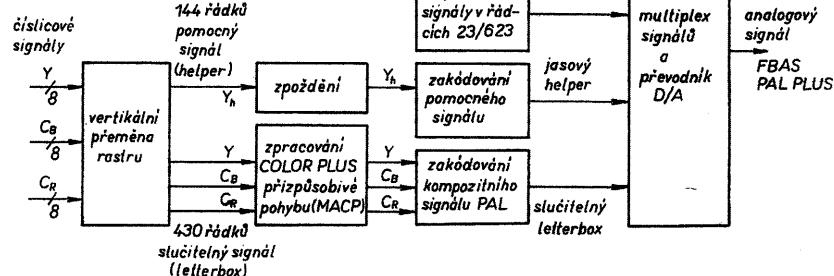 číslicové
signály
Y
8
C_B
8
C_R
8
vertikální
přeměna
rastru
144 řádků
pomocný
signál
(helper)
Y_h
zpoždění
Y_h
zakódování
pomocného
signálu
jasový
helper
Y
C_B
C_R
430 řádků
slučitelný signál
(letterbox)
zpracování
COLOR PLUS
přizpůsobivé
pohybu(MACP)
Y
C_B
C_R
zakódování
kompozitního
signálu PAL
slučitelný
letterbox
signály v řád-
cích 23/623
multiplex
signálů
a
převodník
D/A
analogový
signál
FBAS
PAL PLUS